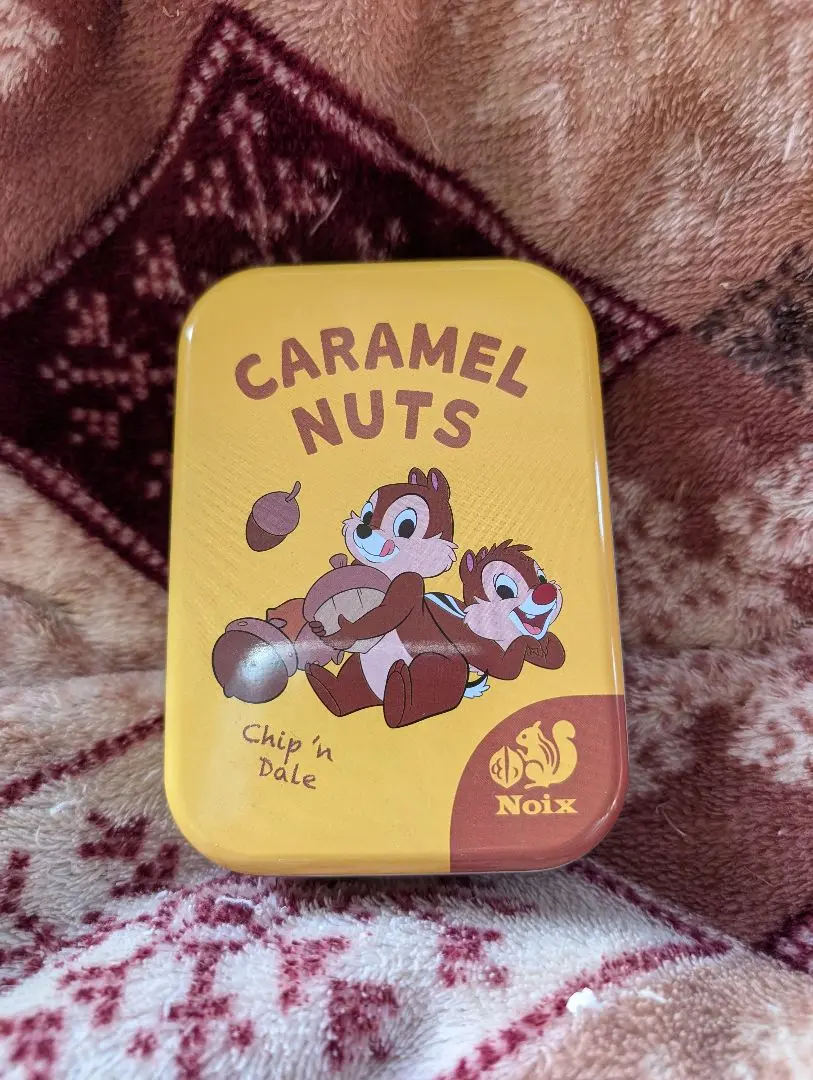 CARAMEL
NUTS
Chip 'n
Dale
Noix